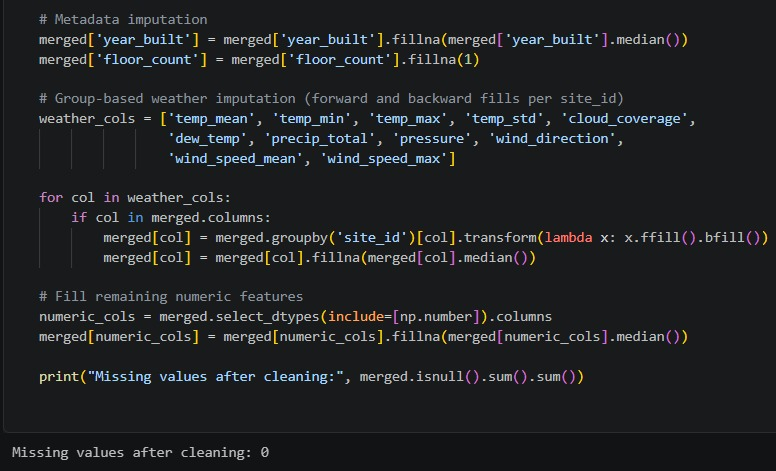 # Metadata imputation
merged['year_built'] = merged['year_built'].fillna(merged['year_built'].median())
merged['floor_count'] = merged['floor_count'].fillna(1)
# Group-based weather imputation (forward and backward fills per site_id)
weather_cols = ['temp_mean', 'temp_min', 'temp_max', 'temp_std', 'cloud_coverage',
'dew_temp', 'precip_total', 'pressure', 'wind_direction',
'wind_speed_mean', 'wind_speed_max']
for col in weather_cols:
if col in merged.columns:
merged[col] = merged.groupby('site_id')[col].transform(lambda x: x.ffill().bfill())
merged[col] = merged[col].fillna(merged[col].median())
# Fill remaining numeric features
numeric_cols = merged.select_dtypes(include=[np.number]).columns
merged[numeric_cols] = merged[numeric_cols].fillna(merged[numeric_cols].median())
print("Missing values after cleaning:", merged.isnull().sum().sum())
Missing values after cleaning: 0